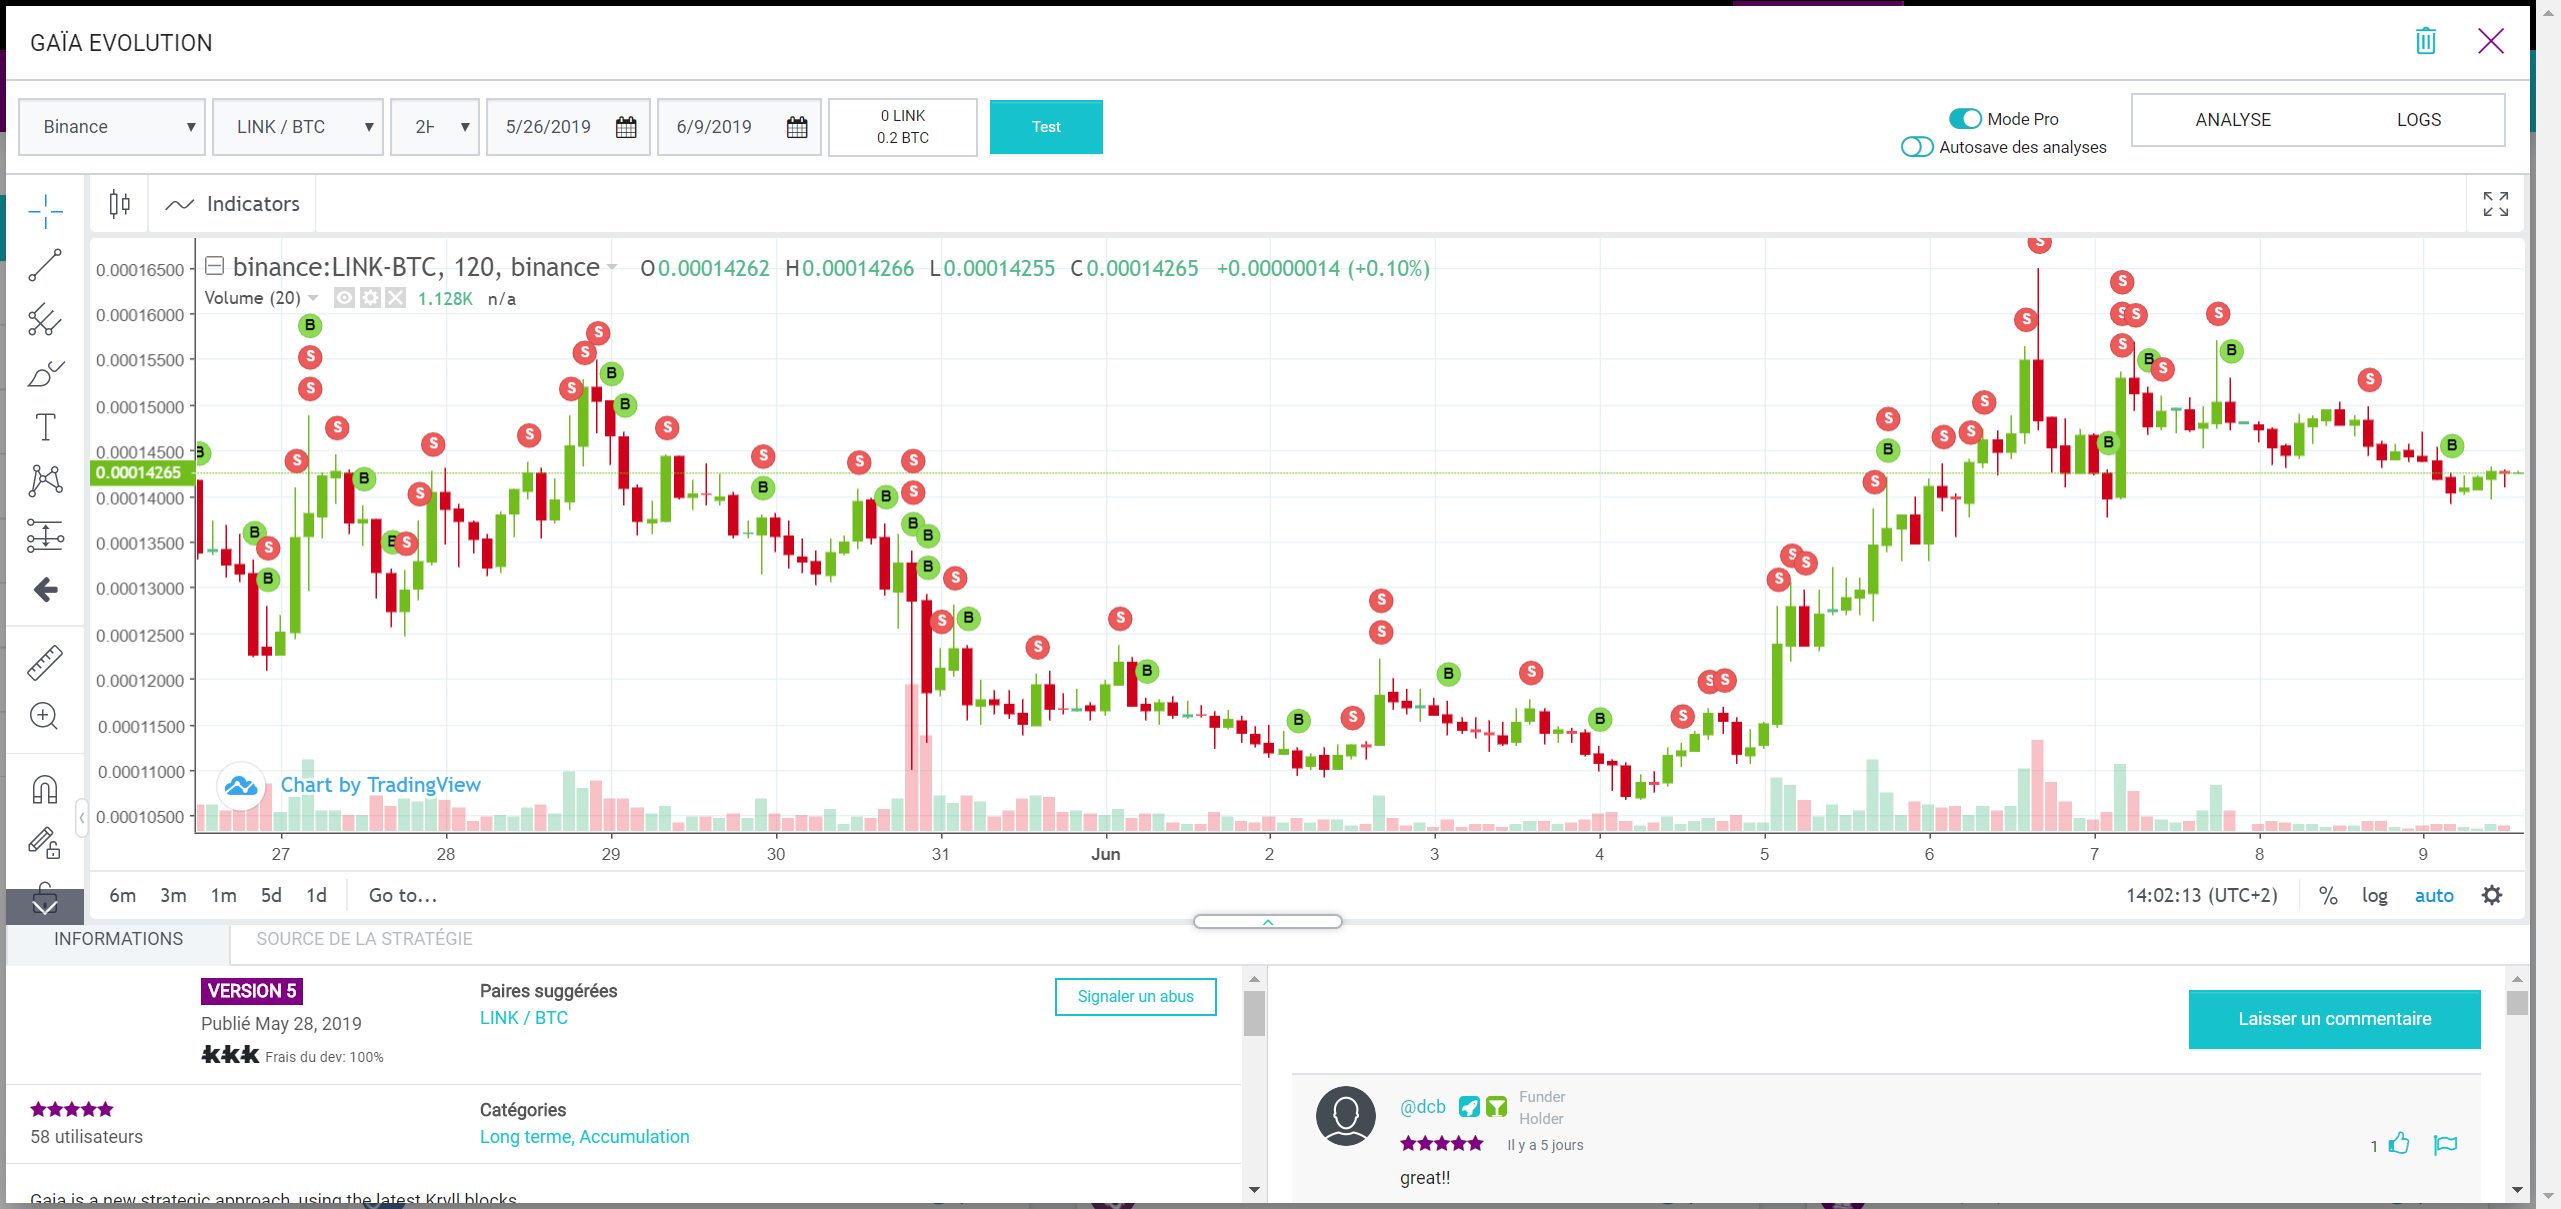 GAÏA EVOLUTION
Binance
LINK / BTC
2H
5/26/2019
6/9/2019
0 LINK
0.2 BTC
Test
Mode Pro
Autosave des analyses
ANALYSE
LOGS
Indicators
binance:LINK-BTC, 120, binance
O0.00014262 H0.00014266 L0.00014255 C0.00014265 +0.00000014 (+0.10%)
Volume (20)
1.128K n/a
0.00016500
0.00016000
0.00015500
0.00015000
0.00014500
0.00014265
0.00014000
0.00013500
0.00013000
0.00012500
0.00012000
0.00011500
0.00011000
0.00010500
Chart by TradingView
27 28 29 30 31 Jun 2 3 4 5 6 7 8 9
6m 3m 1m 5d 1d Go to...
14:02:13 (UTC+2) % log auto
INFORMATIONS
SOURCE DE LA STRATÉGIE
VERSION 5
Publié May 28, 2019
Frais du dev: 100%
Paires suggérées
LINK / BTC
Signaler un abus
58 utilisateurs
Catégories
Long terme, Accumulation
Gaia is a new strategic approach, using the latest Kryll blocks
Laisser un commentaire
@dcb
Funder
Holder
Il y a 5 jours
1
great!!